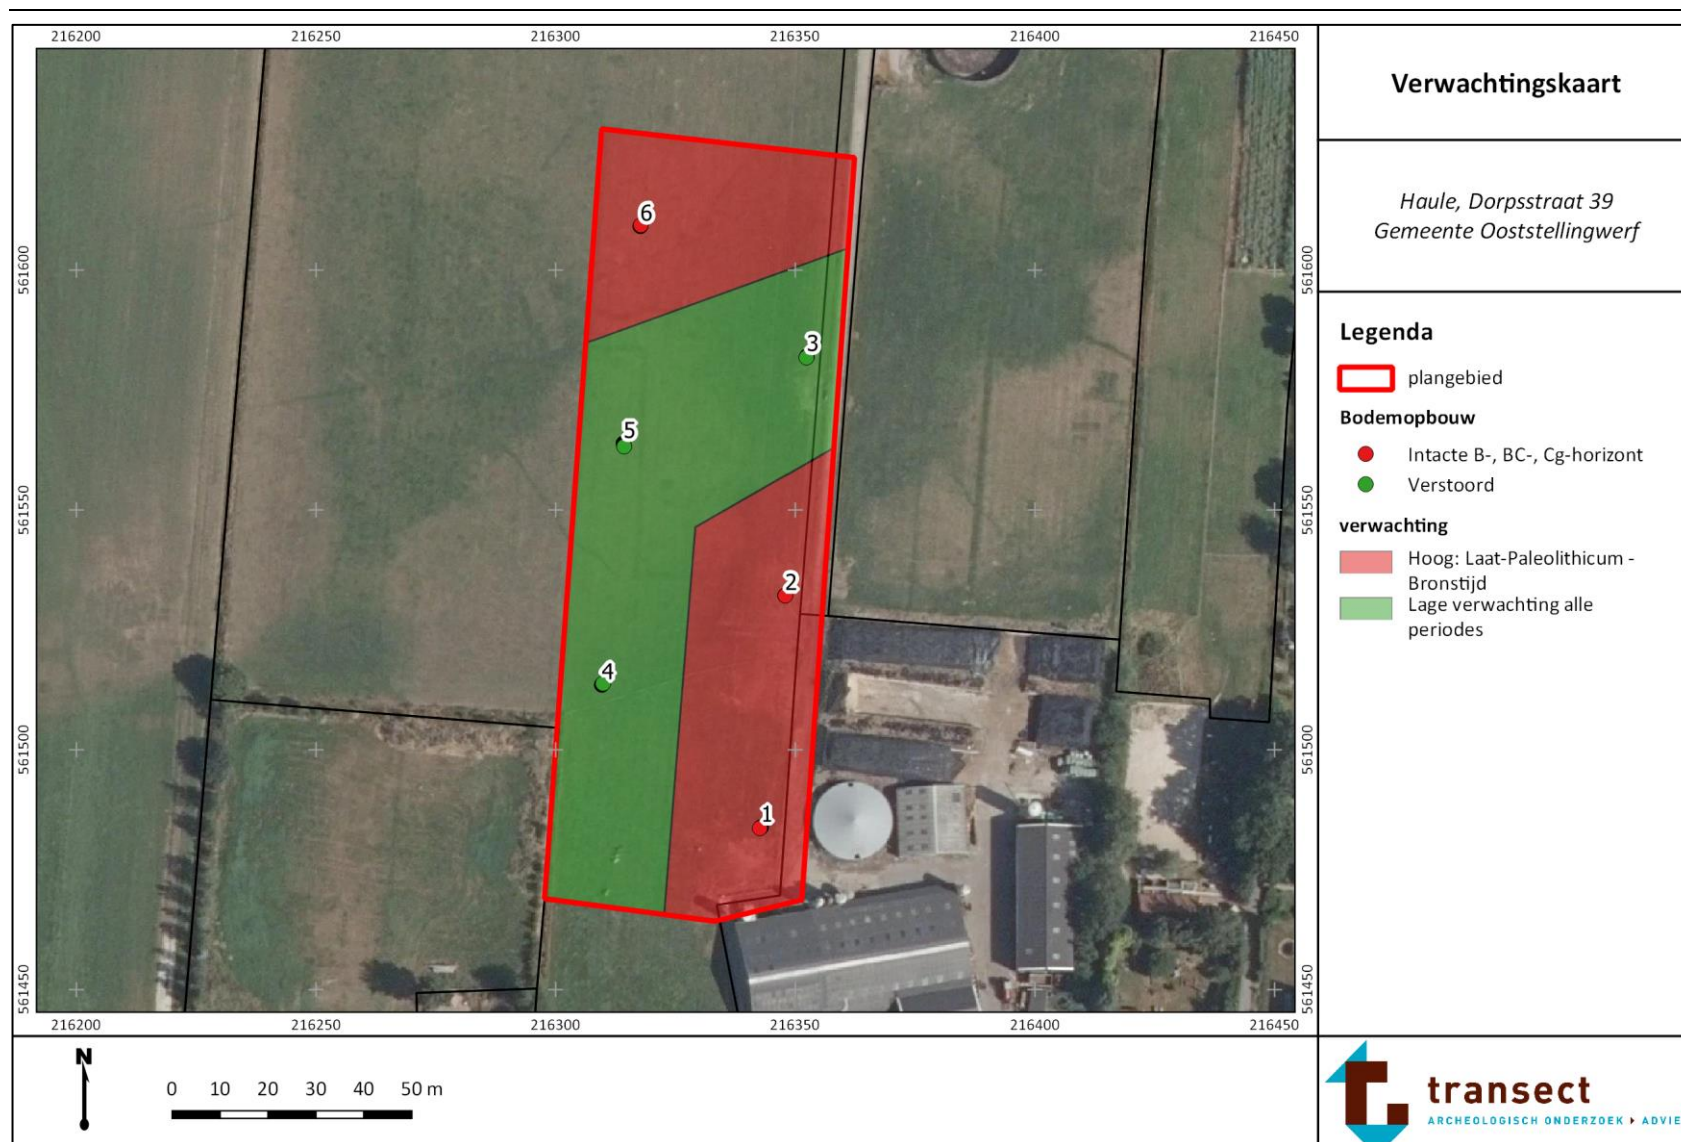 216200 216250 216300 216350 216400 216450
Verwachtingskaart
Haule, Dorpsstraat 39
Gemeente Ooststellingwerf
561600
561550
561500
561450
6
3
5
2
4
1
561600
561550
561500
561450
Legenda
plangebied
Bodemopbouw
Intacte B-, BC-, Cg-horizont
Verstoord
verwachting
Hoog: Laat-Paleolithicum -
Bronstijd
Lage verwachting alle
periodes
216200 216250 216300 216350 216400 216450
N
0 10 20 30 40 50 m
transect
ARCHEOLOGISCH ONDERZOEK ADVIE